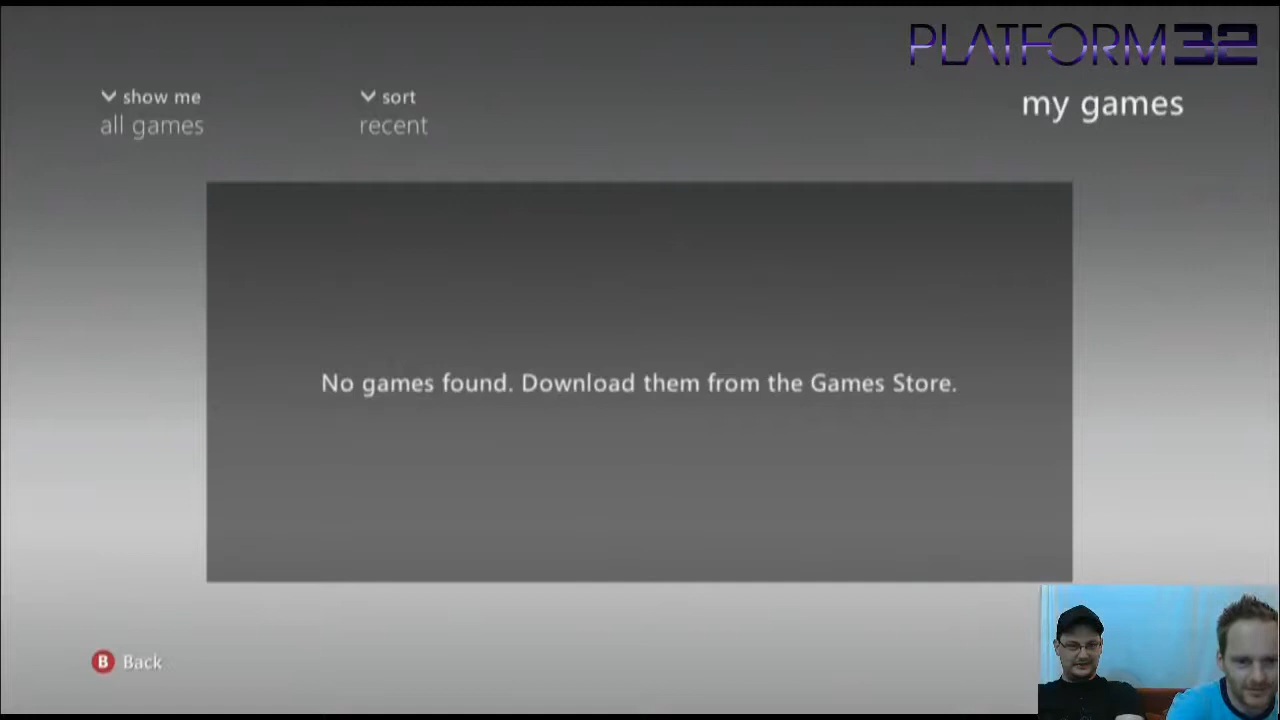 PLATFORM32
show me
all games
sort
recent
my games
No games found. Download them from the Games Store.
B Back